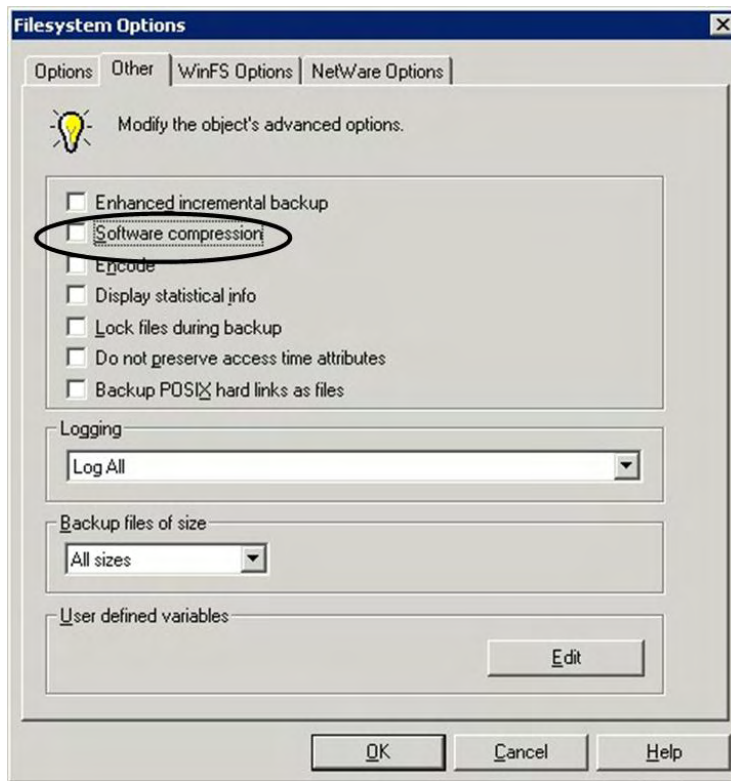 Filesystem Options
Options Other WinFS Options NetWare Options
Modify the object's advanced options.
Enhanced incremental backup
Software compression
Encode
Display statistical info
Lock files during backup
Do not preserve access time attributes
Backup POSIX hard links as files
Logging
Log All
Backup files of size
All sizes
User defined variables
Edit
OK Cancel Help